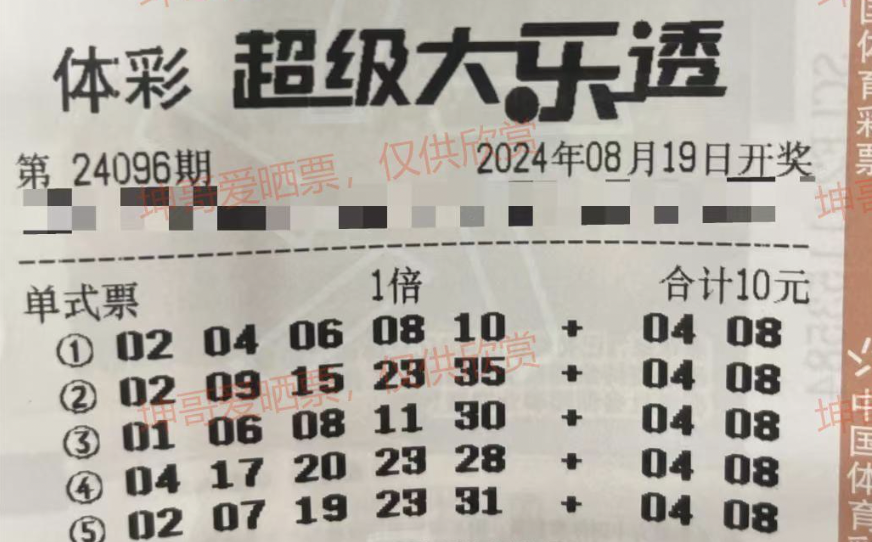 体彩 超级大乐透
第 24096期 2024年08月19日开奖
单式票 1倍 合计10元
① 02 04 06 08 10 + 04 08
② 02 09 15 23 35 + 04 08
③ 01 06 08 11 30 + 04 08
④ 04 17 20 23 28 + 04 08
⑤ 02 07 19 23 31 + 04 08
坤哥爱晒票，仅供欣赏
坤哥爱晒票，仅供欣赏
国体育彩票
中国体育